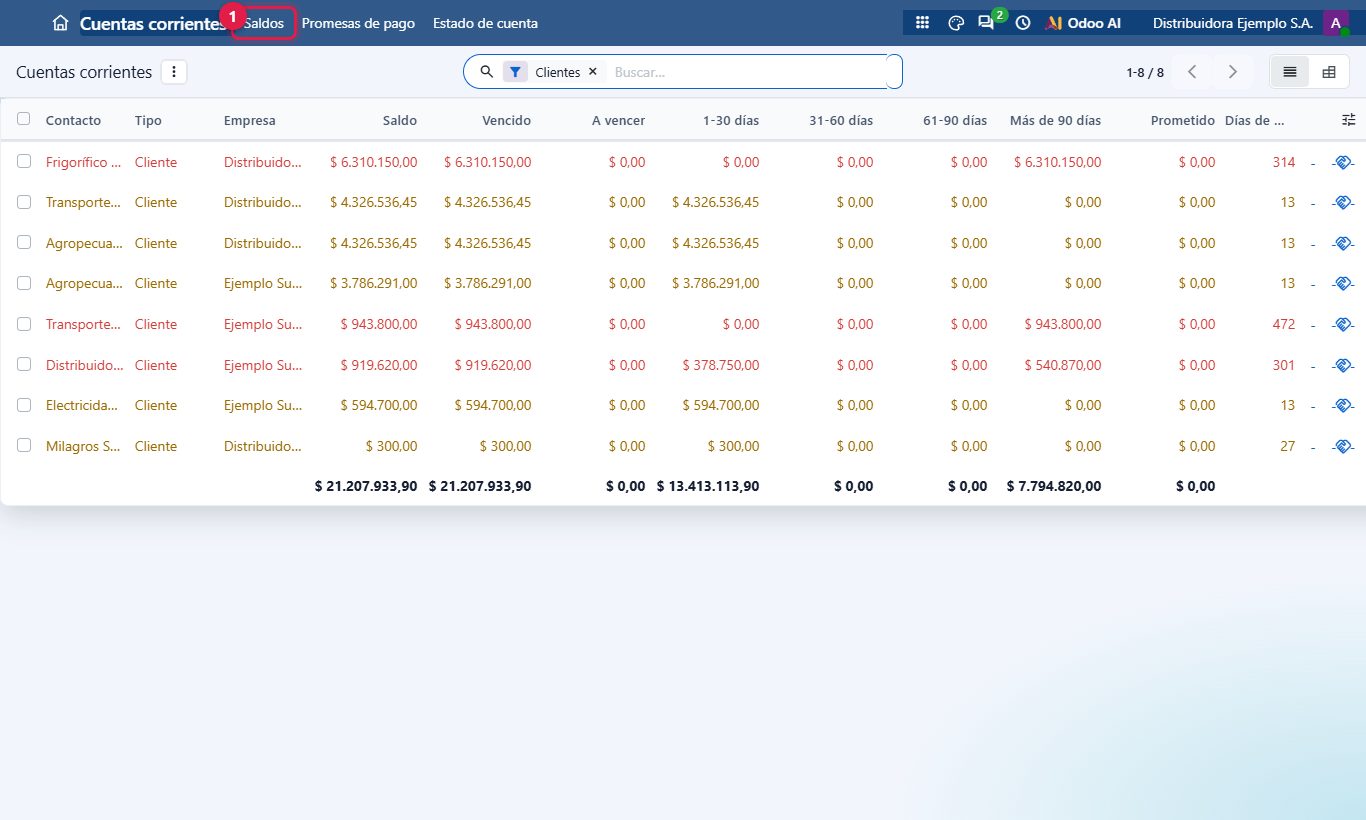 Cuentas corrientes 1 Saldos Promesas de pago Estado de cuenta 2 Odoo AI Distribuidora Ejemplo S.A. A
Cuentas corrientes Clientes × Buscar... 1-8 / 8
Contacto Tipo Empresa Saldo Vencido A vencer 1-30 días 31-60 días 61-90 días Más de 90 días Prometido Días de ...
Frigorífico ... Cliente Distribuido... $ 6.310.150,00 $ 6.310.150,00 $ 0,00 $ 0,00 $ 0,00 $ 0,00 $ 6.310.150,00 $ 0,00 314 -
Transporte... Cliente Distribuido... $ 4.326.536,45 $ 4.326.536,45 $ 0,00 $ 4.326.536,45 $ 0,00 $ 0,00 $ 0,00 $ 0,00 13 -
Agropecua... Cliente Distribuido... $ 4.326.536,45 $ 4.326.536,45 $ 0,00 $ 4.326.536,45 $ 0,00 $ 0,00 $ 0,00 $ 0,00 13 -
Agropecua... Cliente Ejemplo Su... $ 3.786.291,00 $ 3.786.291,00 $ 0,00 $ 3.786.291,00 $ 0,00 $ 0,00 $ 0,00 $ 0,00 13 -
Transporte... Cliente Ejemplo Su... $ 943.800,00 $ 943.800,00 $ 0,00 $ 0,00 $ 0,00 $ 0,00 $ 943.800,00 $ 0,00 472 -
Distribuido... Cliente Ejemplo Su... $ 919.620,00 $ 919.620,00 $ 0,00 $ 378.750,00 $ 0,00 $ 0,00 $ 540.870,00 $ 0,00 301 -
Electricida... Cliente Ejemplo Su... $ 594.700,00 $ 594.700,00 $ 0,00 $ 594.700,00 $ 0,00 $ 0,00 $ 0,00 $ 0,00 13 -
Milagros S... Cliente Distribuido... $ 300,00 $ 300,00 $ 0,00 $ 300,00 $ 0,00 $ 0,00 $ 0,00 $ 0,00 27 -
$ 21.207.933,90 $ 21.207.933,90 $ 0,00 $ 13.413.113,90 $ 0,00 $ 0,00 $ 7.794.820,00 $ 0,00